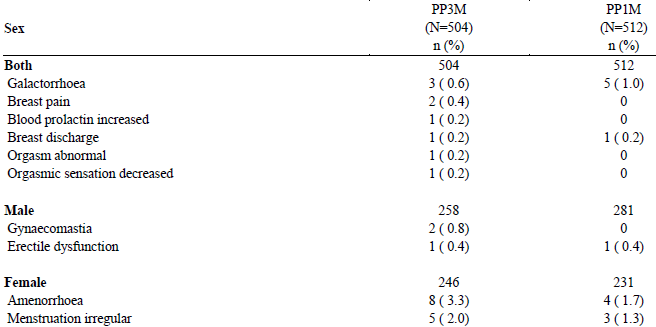 PP3M PP1M
Sex (N=504) (N=512)
n (%) n (%)
Both 504 512
Galactorrhoea 3 ( 0.6) 5 ( 1.0)
Breast pain 2 ( 0.4) 0
Blood prolactin increased 1 ( 0.2) 0
Breast discharge 1 ( 0.2) 1 ( 0.2)
Orgasm abnormal 1 ( 0.2) 0
Orgasmic sensation decreased 1 ( 0.2) 0
Male 258 281
Gynaecomastia 2 ( 0.8) 0
Erectile dysfunction 1 ( 0.4) 1 ( 0.4)
Female 246 231
Amenorrhoea 8 ( 3.3) 4 ( 1.7)
Menstruation irregular 5 ( 2.0) 3 ( 1.3)